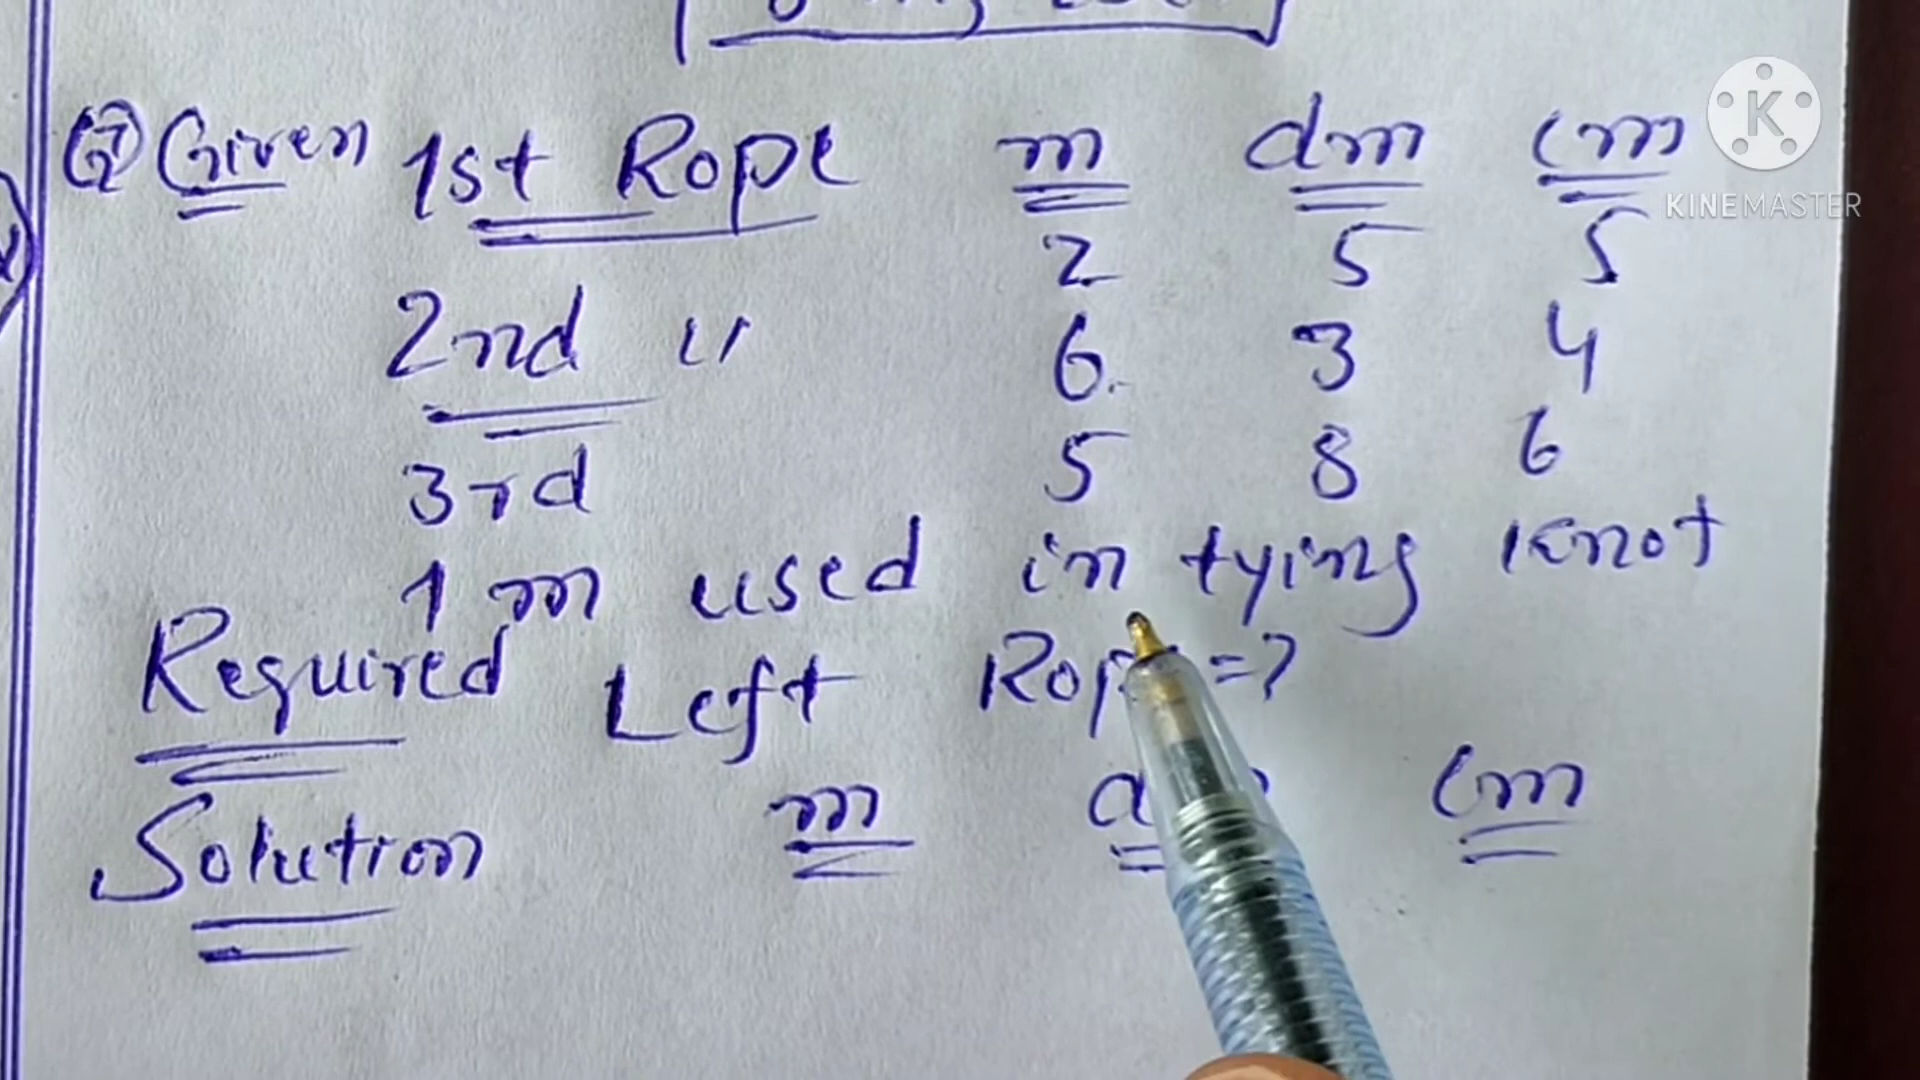 Q7 Given 1st Rope m dm cm
2 5 5
2nd " 6 3 4
3rd 5 8 6
1 m used in tying Knot
Required Left Rope =?
Solution m cm
KINEMASTER